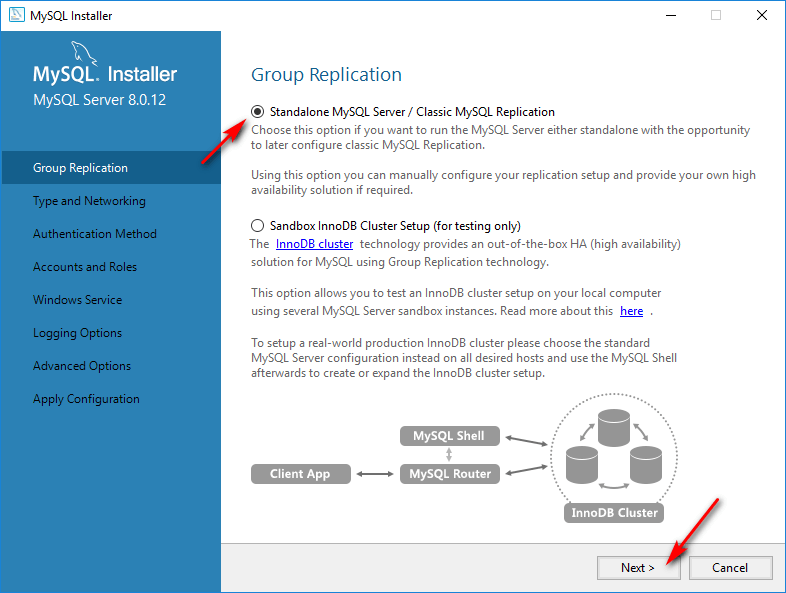 MySQL Installer
MySQL. Installer
MySQL Server 8.0.12
Group Replication
Type and Networking
Authentication Method
Accounts and Roles
Windows Service
Logging Options
Advanced Options
Apply Configuration
Group Replication
Standalone MySQL Server / Classic MySQL Replication
Choose this option if you want to run the MySQL Server either standalone with the opportunity
to later configure classic MySQL Replication.
Using this option you can manually configure your replication setup and provide your own high
availability solution if required.
Sandbox InnoDB Cluster Setup (for testing only)
The InnoDB cluster technology provides an out-of-the-box HA (high availability)
solution for MySQL using Group Replication technology.
This option allows you to test an InnoDB cluster setup on your local computer
using several MySQL Server sandbox instances. Read more about this here .
To setup a real-world production InnoDB cluster please choose the standard
MySQL Server configuration instead on all desired hosts and use the MySQL Shell
afterwards to create or expand the InnoDB cluster setup.
MySQL Shell
Client App
MySQL Router
InnoDB Cluster
Next >
Cancel